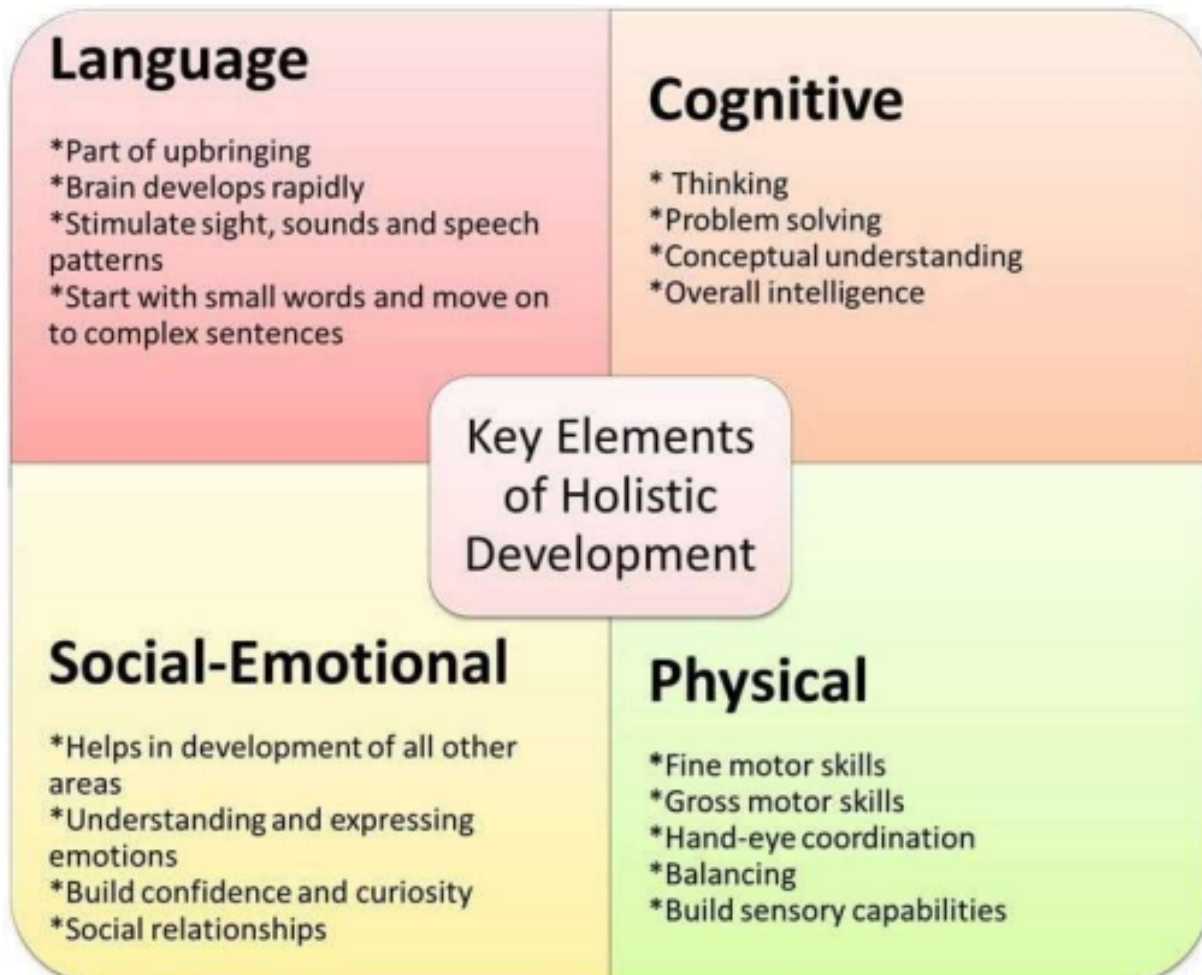 Language
*Part of upbringing
*Brain develops rapidly
*Stimulate sight, sounds and speech
patterns
*Start with small words and move on
to complex sentences
Cognitive
* Thinking
*Problem solving
*Conceptual understanding
*Overall intelligence
Key Elements
of Holistic
Development
Social-Emotional
*Helps in development of all other
areas
*Understanding and expressing
emotions
*Build confidence and curiosity
*Social relationships
Physical
*Fine motor skills
*Gross motor skills
*Hand-eye coordination
*Balancing
*Build sensory capabilities